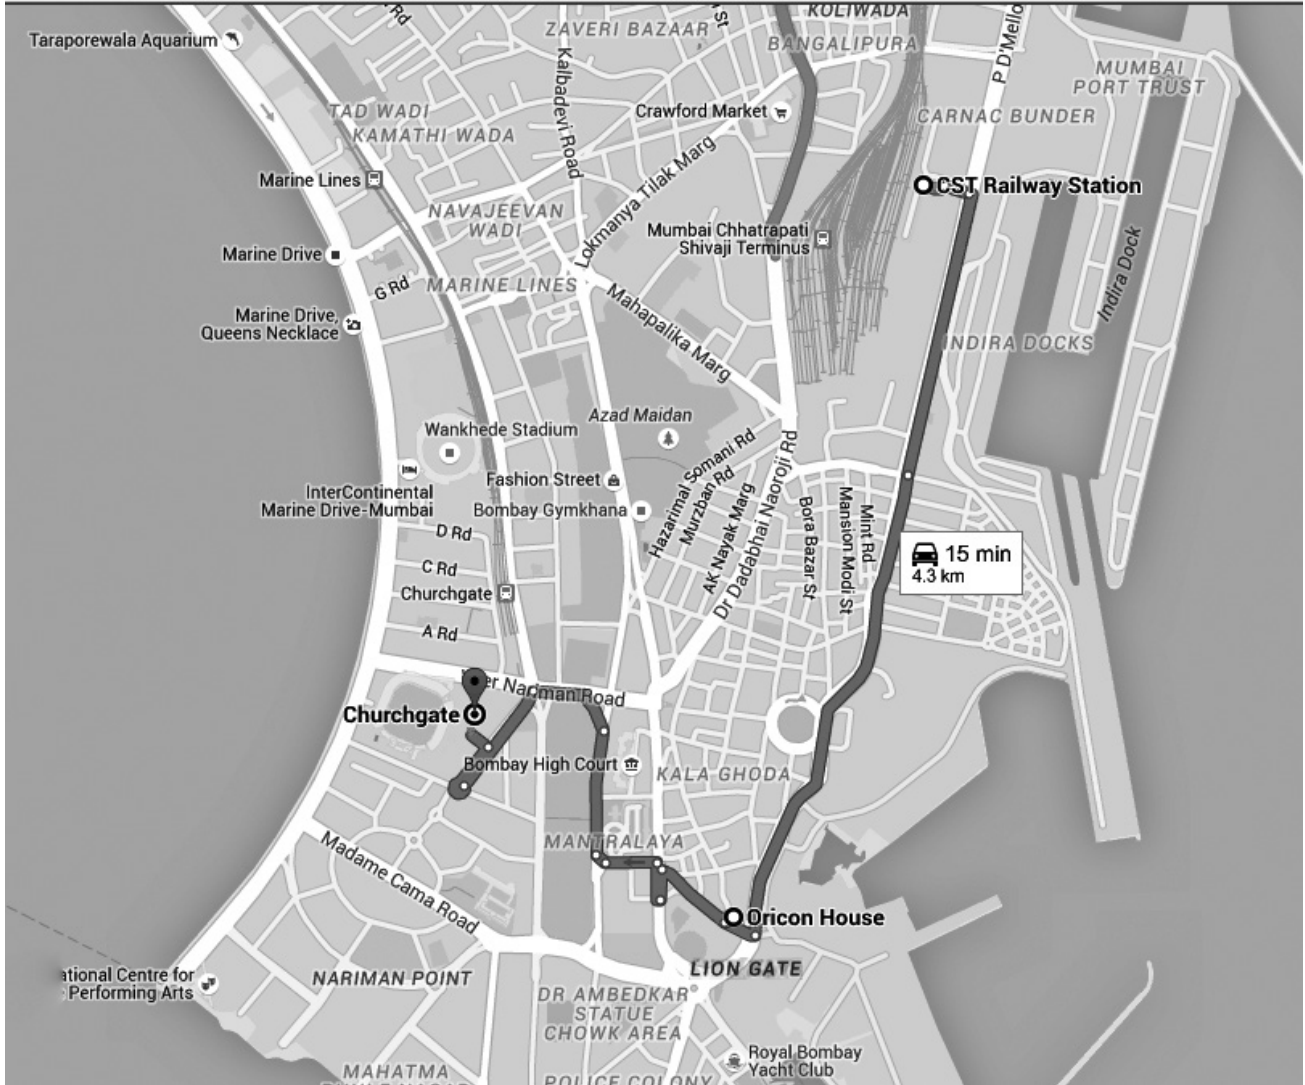 KOLIWADA
ZAVERI BAZAAR
Taraporewala Aquarium
BANGALIPURA
P D'Mello
MUMBAI
PORT TRUST
Kalbadevi Road
TAD WADI
KAMATHI WADA
Crawford Market
CARNAC BUNDER
Marine Lines
CST Railway Station
Lokmanya Tilak Marg
NAVAJEEVAN
WADI
Mumbai Chhatrapati
Shivaji Terminus
Marine Drive
G Rd
MARINE LINES
Indira Dock
Marine Drive,
Queens Necklace
Mahapalika Marg
INDIRA DOCKS
Azad Maidan
Wankhede Stadium
Fashion Street
InterContinental
Marine Drive-Mumbai
Bombay Gymkhana
Hazarimal Somani Rd
Murzban Rd
AK Nayak Marg
Dr Dadabhai Naoroji Rd
Bora Bazar St
Mansion Modi St
Mint Rd
D Rd
15 min
4.3 km
C Rd
Churchgate
A Rd
Nariman Road
Churchgate
Bombay High Court
KALA GHODA
MANTRALAYA
Madame Cama Road
Oricon House
LION GATE
ational Centre for
Performing Arts
NARIMAN POINT
DR AMBEDKAR
STATUE
CHOWK AREA
Royal Bombay
Yacht Club
MAHATMA
POLICE COLONY